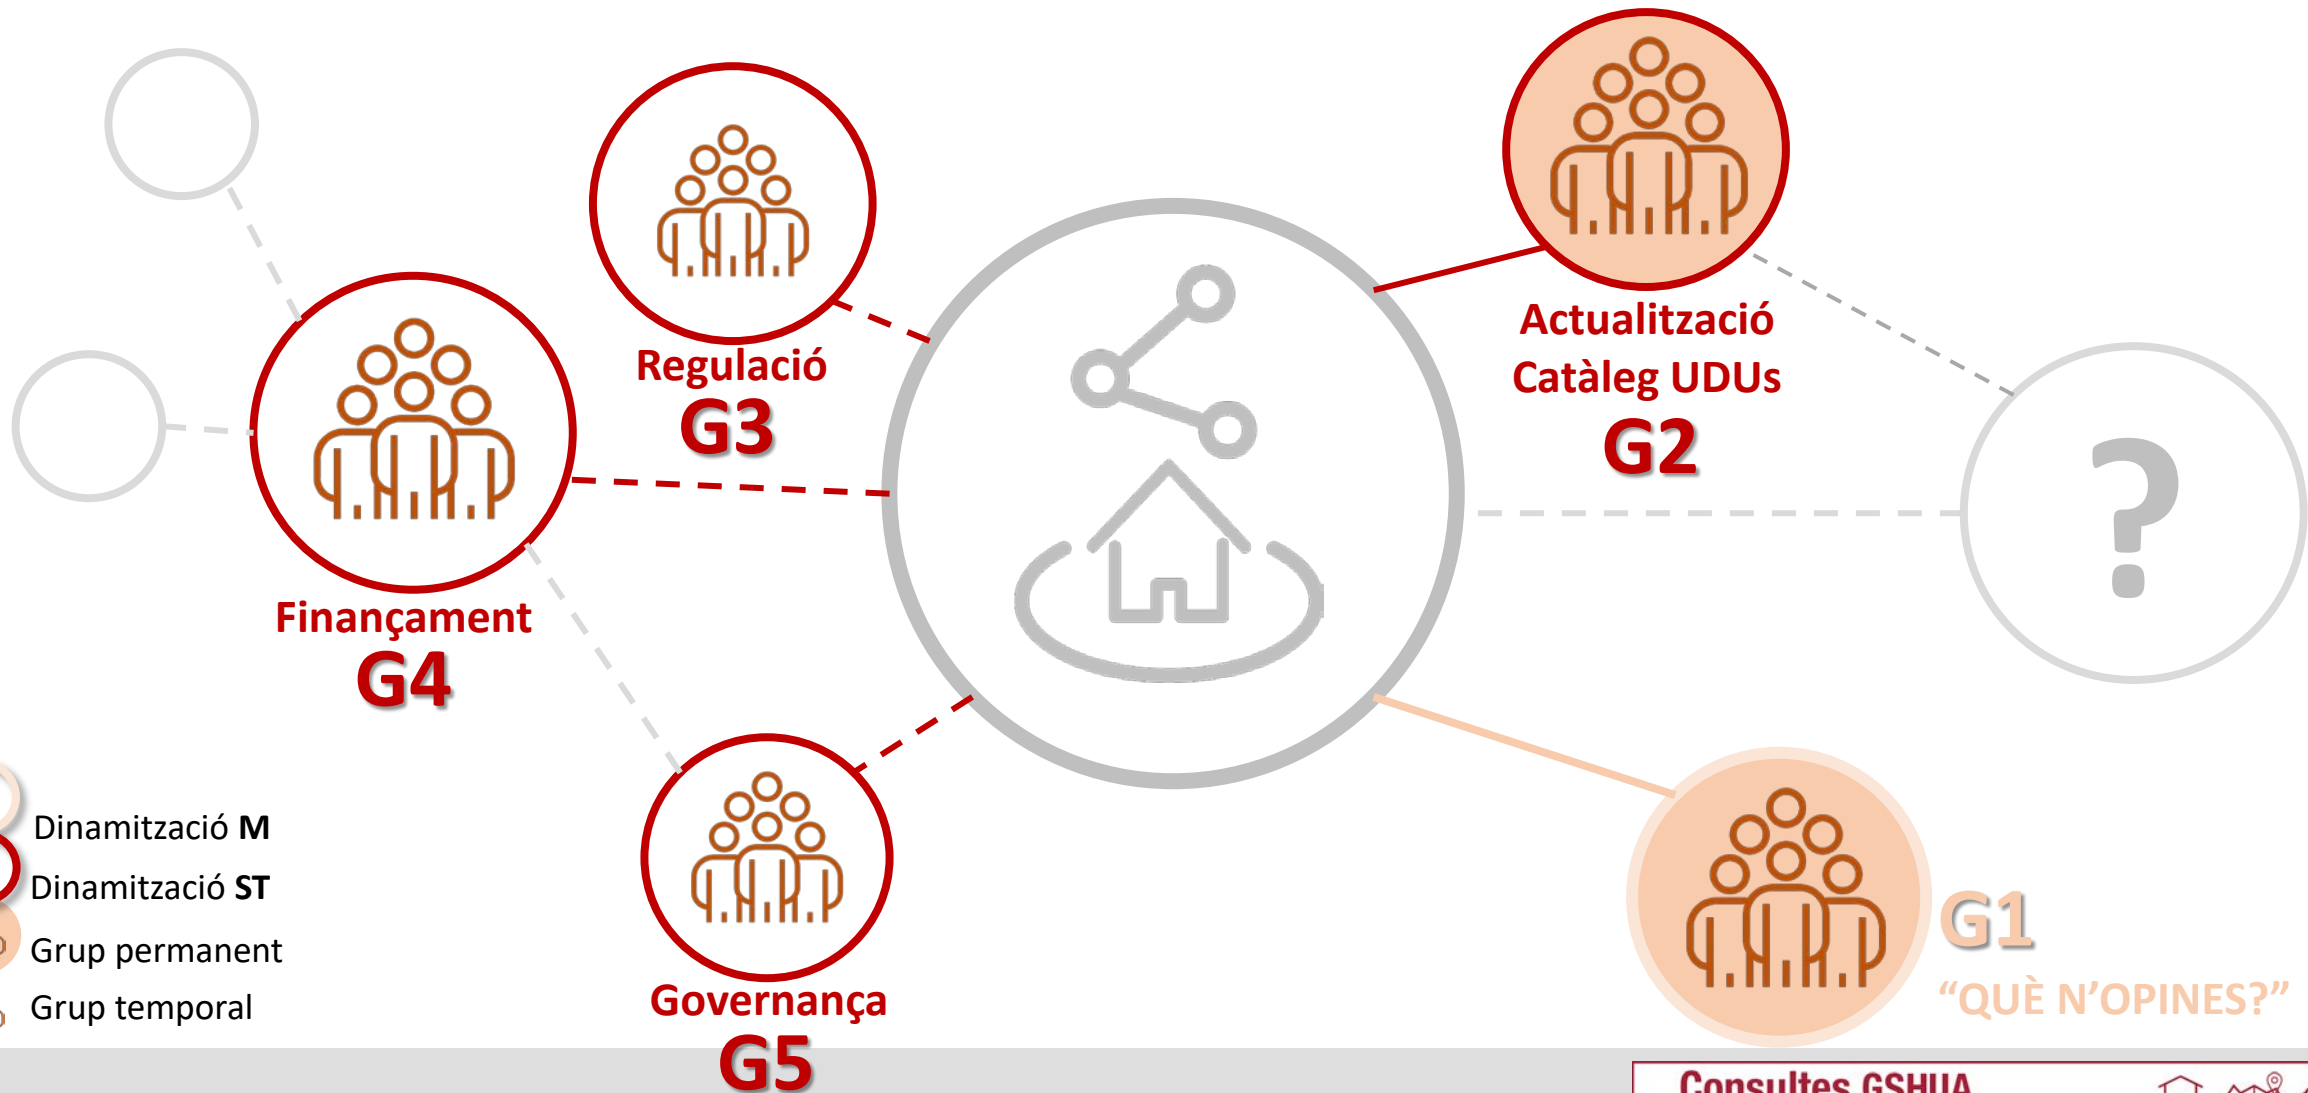 Regulació
G3
Actualització
Catàleg UDUs
G2
?
Finançament
G4
Governança
G5
G1
“QUÈ N’OPINES?”
Dinamització M
Dinamització ST
Grup permanent
Grup temporal
Consultes GSHUA